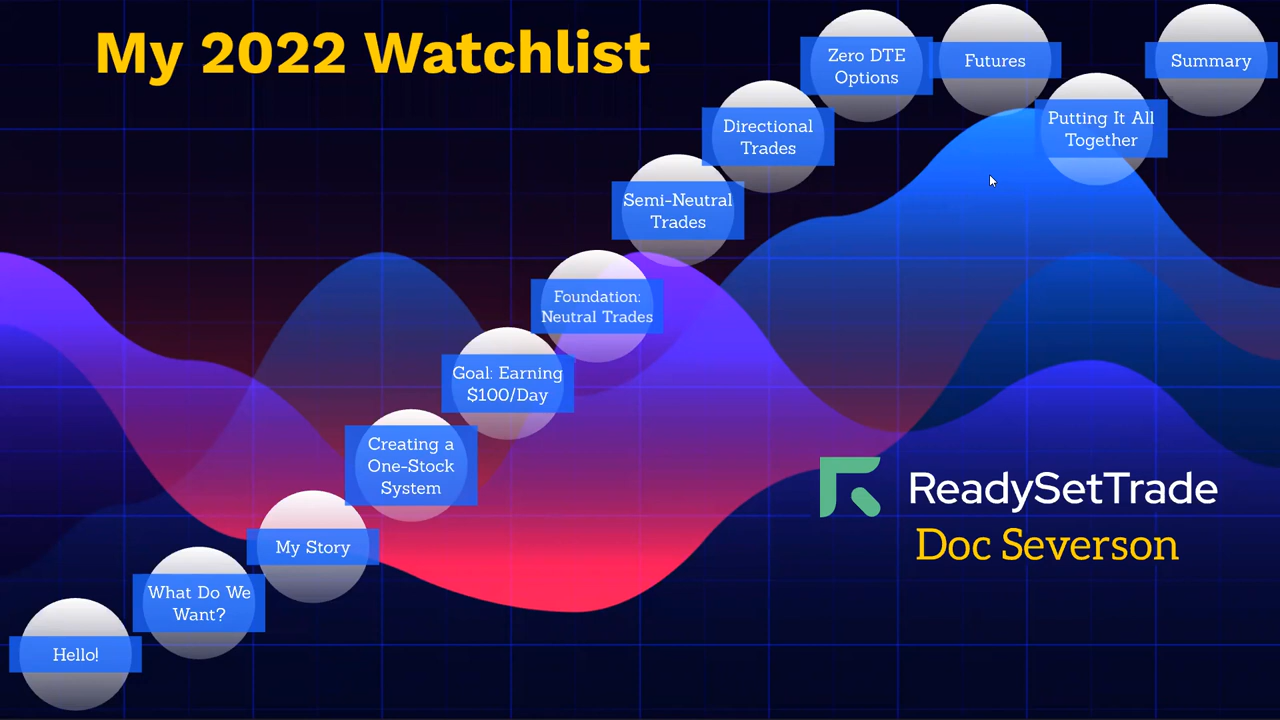 My 2022 Watchlist
Hello!
What Do We
Want?
My Story
Creating a
One-Stock
System
Goal: Earning
$100/Day
Foundation:
Neutral Trades
Semi-Neutral
Trades
Directional
Trades
Zero DTE
Options
Futures
Putting It All
Together
Summary
ReadySetTrade
Doc Severson